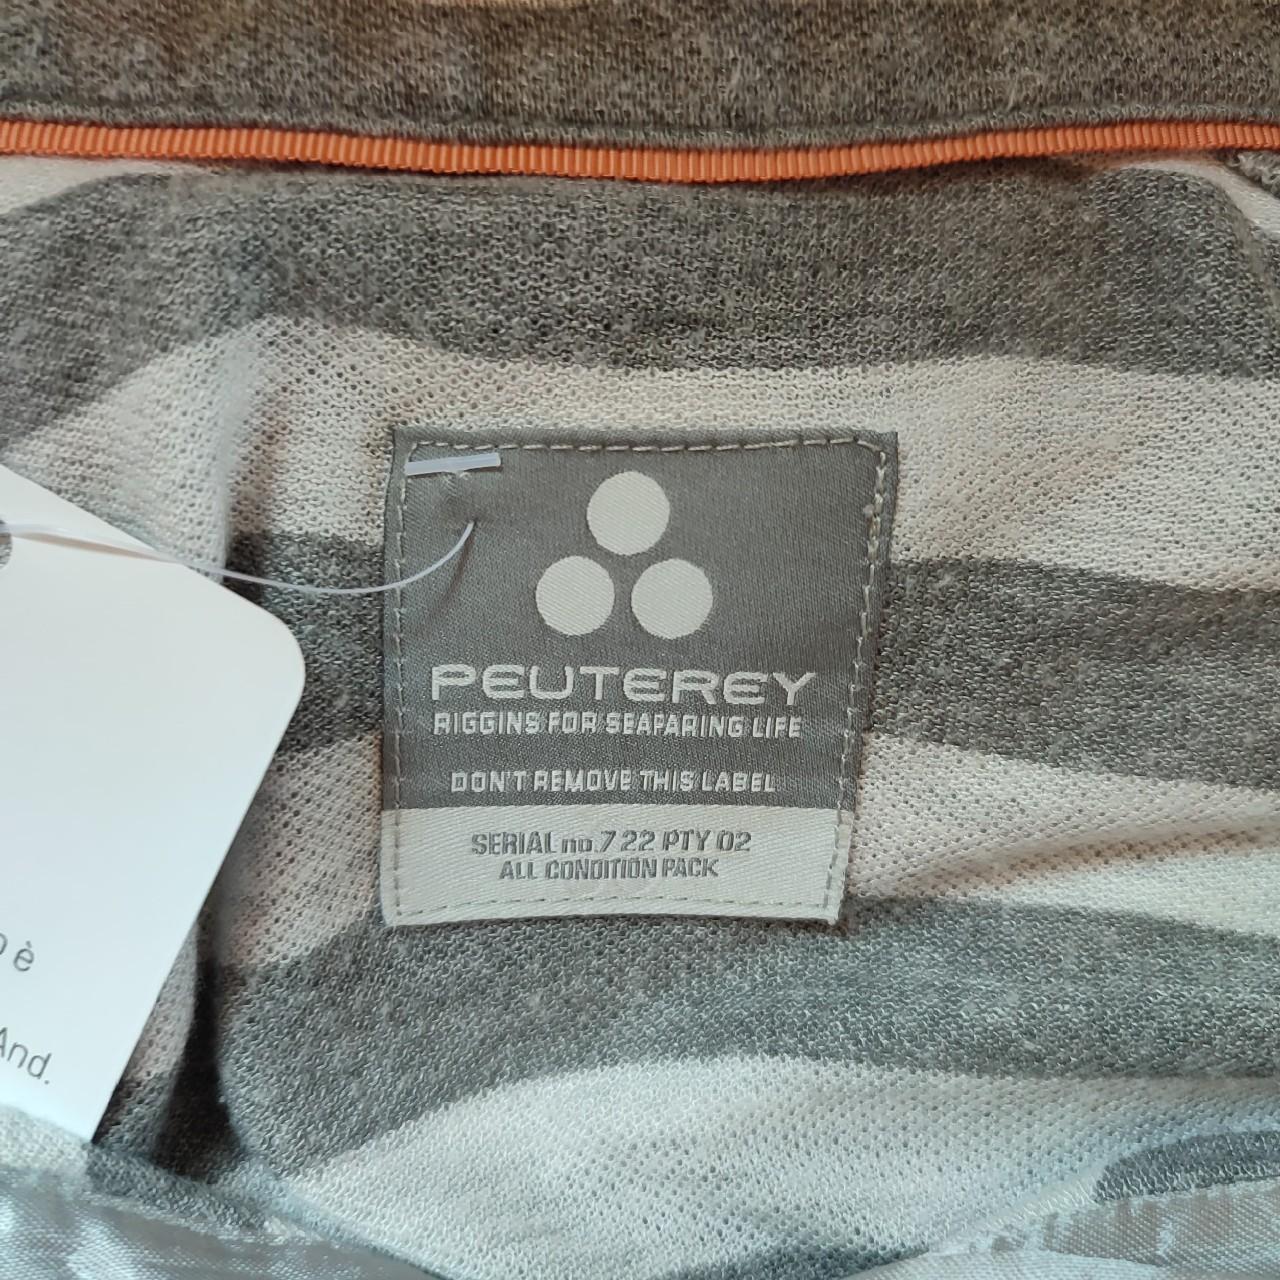 PEUTEREY
RIGGINS FOR SEAPARING LIFE
DON'T REMOVE THIS LABEL
SERIAL no.7 22 PTY 02
ALL CONDITION PACK
è
And.